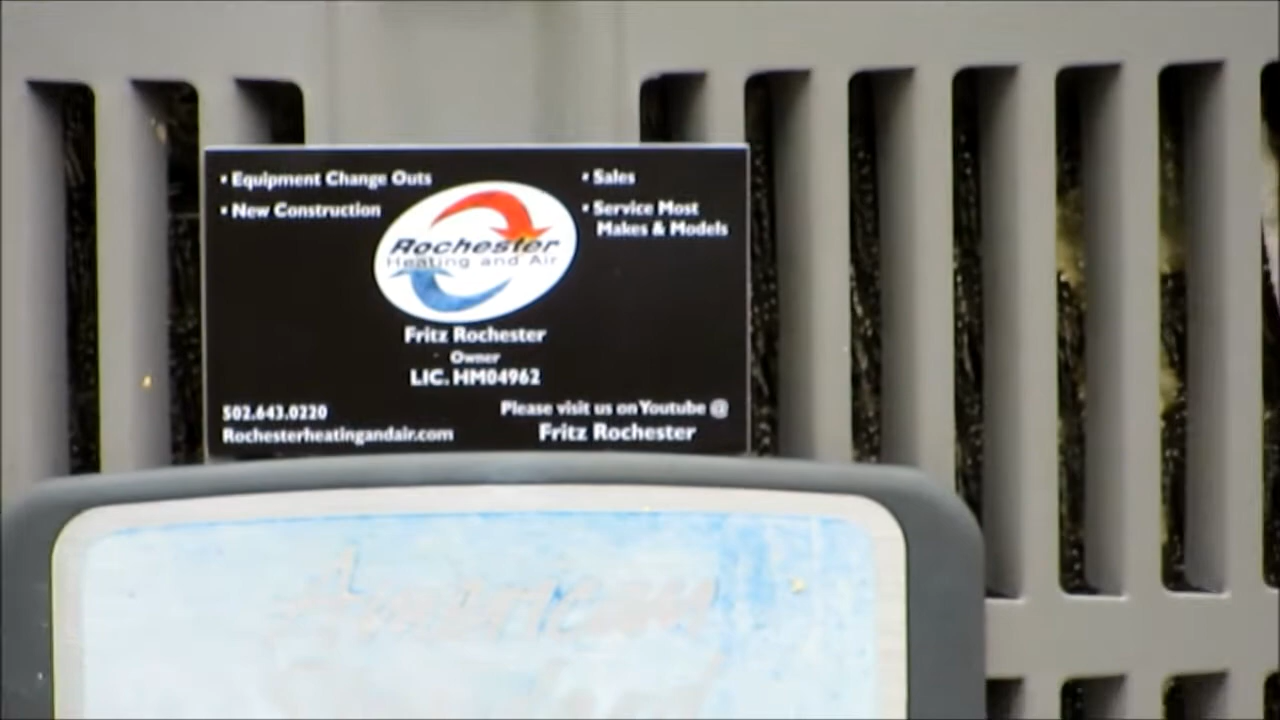 • Equipment Change Outs
• New Construction
• Sales
• Service Most
Makes & Models
Rochester
Heating and Air
Fritz Rochester
Owner
LIC. HM04962
502.643.0220
Rochesterheatingandair.com
Please visit us on Youtube @
Fritz Rochester
American